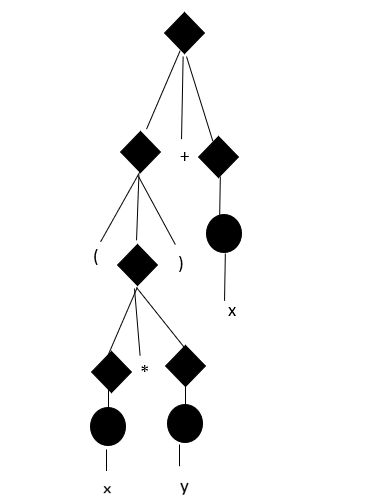 +
( ) x
*
x y